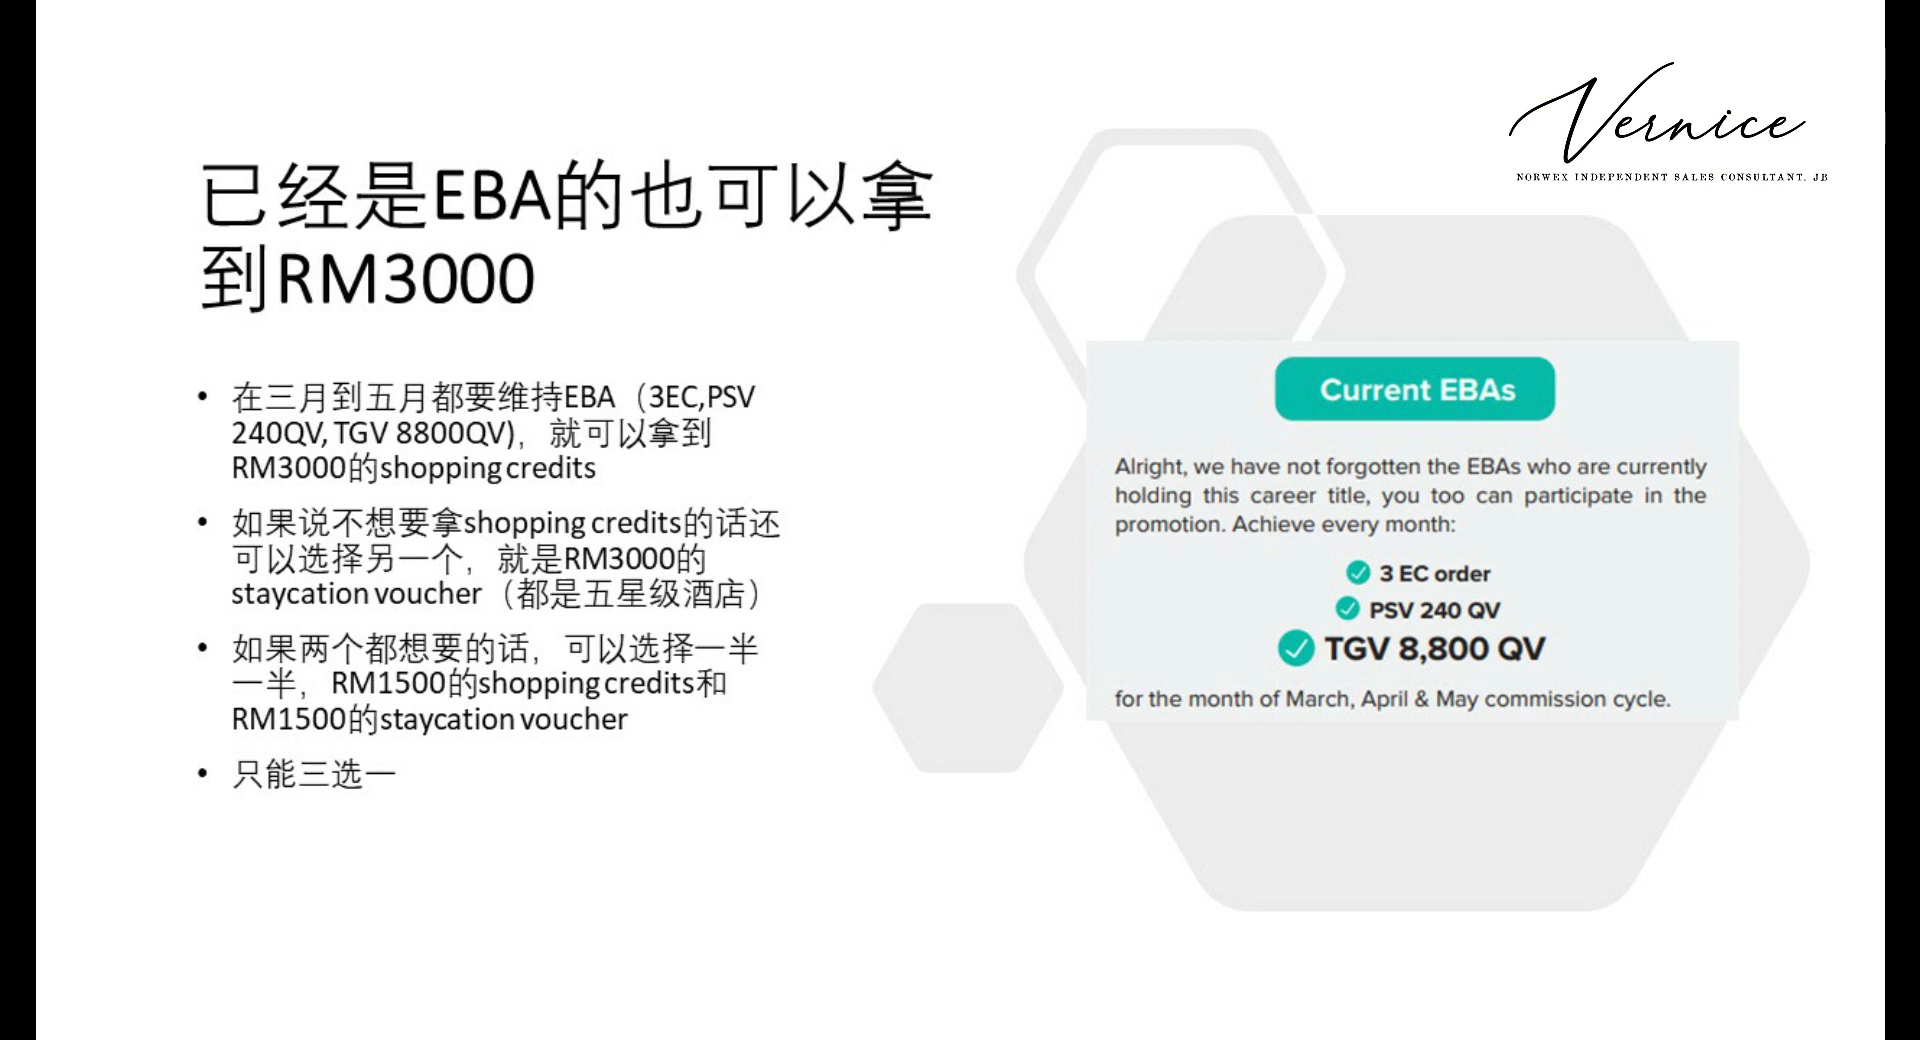 Vernice
NORWEX INDEPENDENT SALES CONSULTANT. JB
已经是EBA的也可以拿
到RM3000
• 在三月到五月都要维持EBA（3EC,PSV
240QV, TGV 8800QV)，就可以拿到
RM3000的shopping credits
• 如果说不想要拿shopping credits的话还
可以选择另一个，就是RM3000的
staycation voucher（都是五星级酒店）
• 如果两个都想要的话，可以选择一半
一半，RM1500的shopping credits和
RM1500的staycation voucher
• 只能三选一
Current EBAs
Alright, we have not forgotten the EBAs who are currently
holding this career title, you too can participate in the
promotion. Achieve every month:
3 EC order
PSV 240 QV
TGV 8,800 QV
for the month of March, April & May commission cycle.